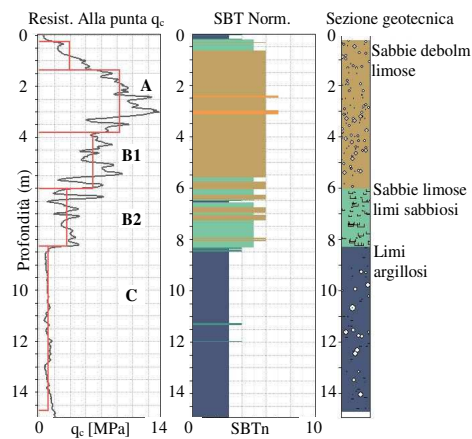 Resist. Alla punta qc
SBT Norm.
Sezione geotecnica
0
2
4
6
8
10
12
14
Profondità (m)
A
B1
B2
C
0
14
qc [MPa]
0
2
4
6
8
10
12
14
0
10
SBTn
0
2
4
6
8
10
12
14
Sabbie debolm
limose
Sabbie limose
limi sabbiosi
Limi
argillosi